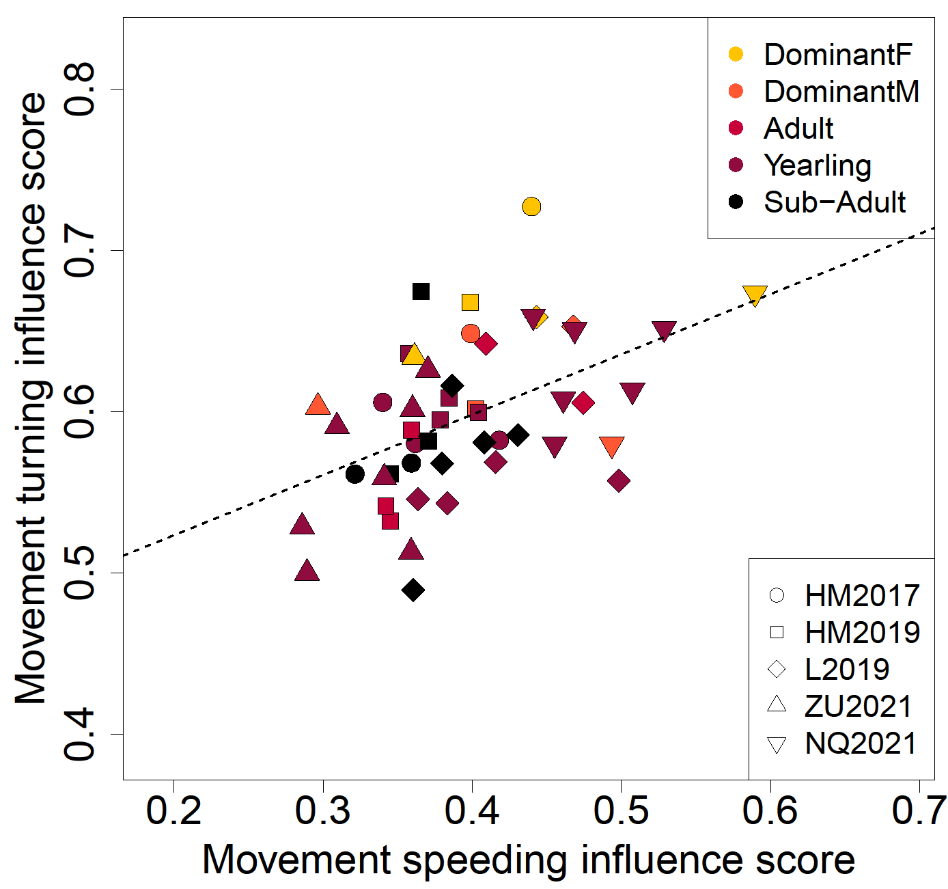 Movement turning influence score
0.8
0.7
0.6
0.5
0.4
DominantF
DominantM
Adult
Yearling
Sub−Adult
HM2017
HM2019
L2019
ZU2021
NQ2021
0.2 0.3 0.4 0.5 0.6 0.7
Movement speeding influence score